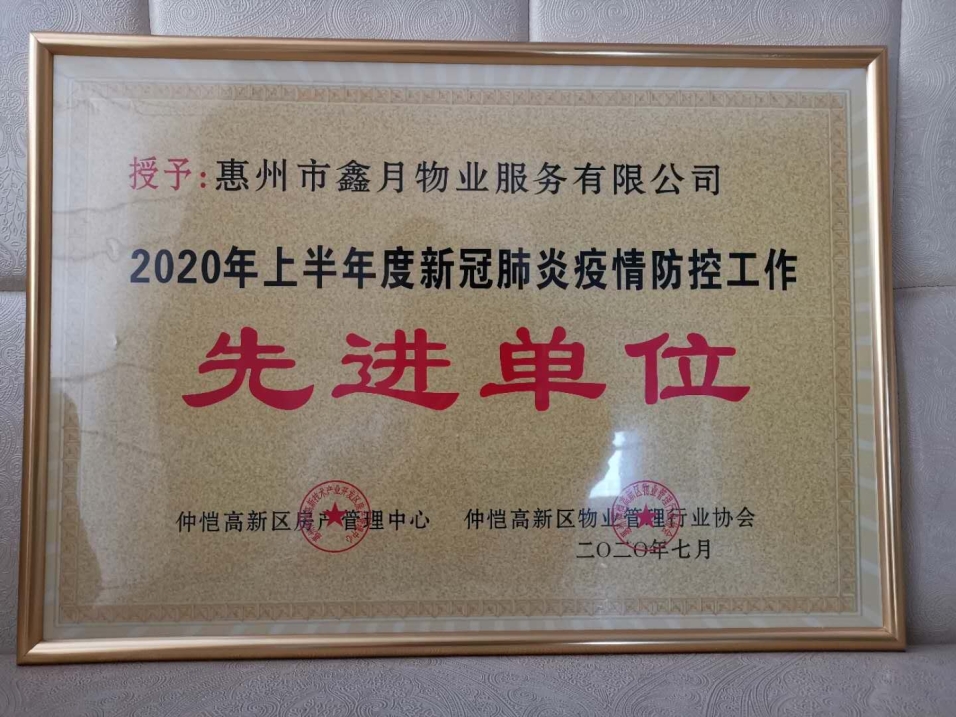 授予:惠州市鑫月物业服务有限公司
2020年上半年度新冠肺炎疫情防控工作
先进单位
仲恺高新区房产管理中心 仲恺高新区物业管理行业协会
二〇二〇年七月